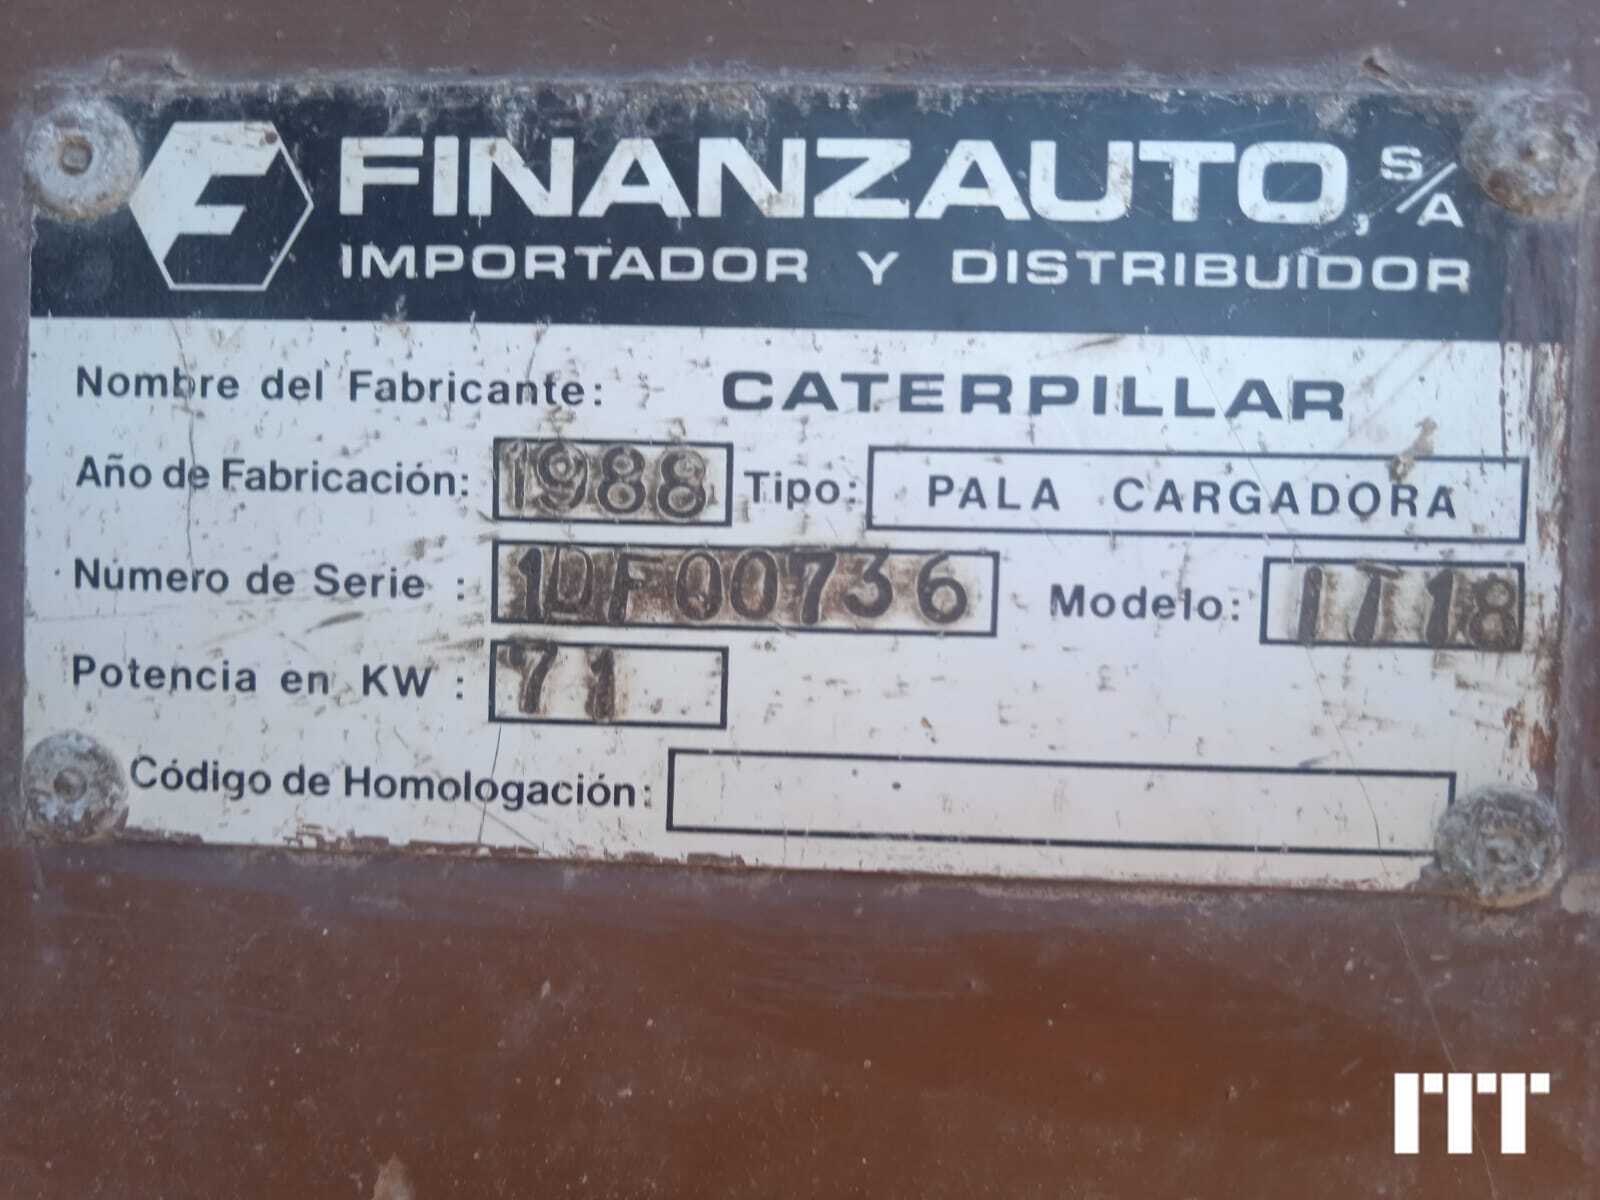 FINANZAUTO, S/A
IMPORTADOR Y DISTRIBUIDOR
Nombre del Fabricante: CATERPILLAR
Año de Fabricación: 1988 Tipo: PALA CARGADORA
Número de Serie : 1DF00736 Modelo: IT18
Potencia en KW : 71
Código de Homologación: